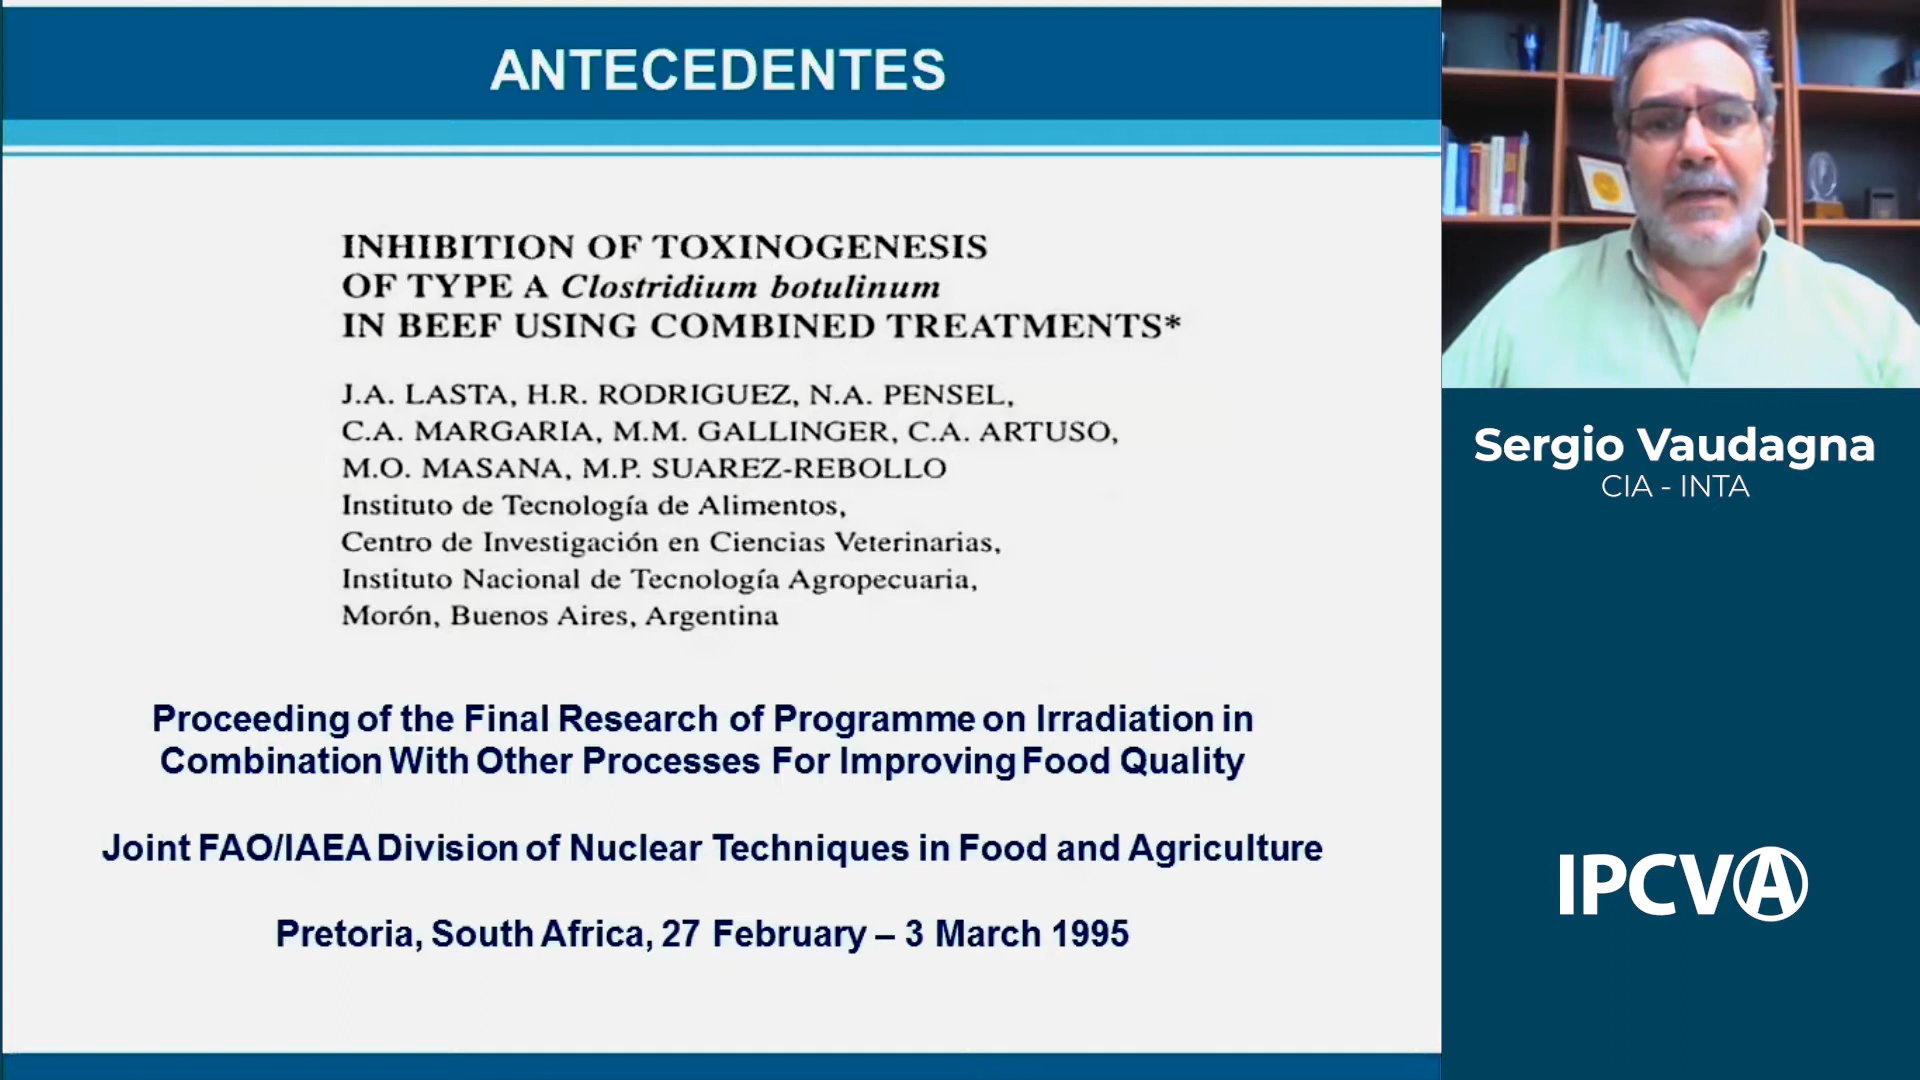 ANTECEDENTES
INHIBITION OF TOXINOGENESIS
OF TYPE A Clostridium botulinum
IN BEEF USING COMBINED TREATMENTS*
J.A. LASTA, H.R. RODRIGUEZ, N.A. PENSEL,
C.A. MARGARIA, M.M. GALLINGER, C.A. ARTUSO,
M.O. MASANA, M.P. SUAREZ-REBOLLO
Instituto de Tecnología de Alimentos,
Centro de Investigación en Ciencias Veterinarias,
Instituto Nacional de Tecnología Agropecuaria,
Morón, Buenos Aires, Argentina
Proceeding of the Final Research of Programme on Irradiation in
Combination With Other Processes For Improving Food Quality
Joint FAO/IAEA Division of Nuclear Techniques in Food and Agriculture
Pretoria, South Africa, 27 February – 3 March 1995
Sergio Vaudagna
CIA - INTA
IPCVA